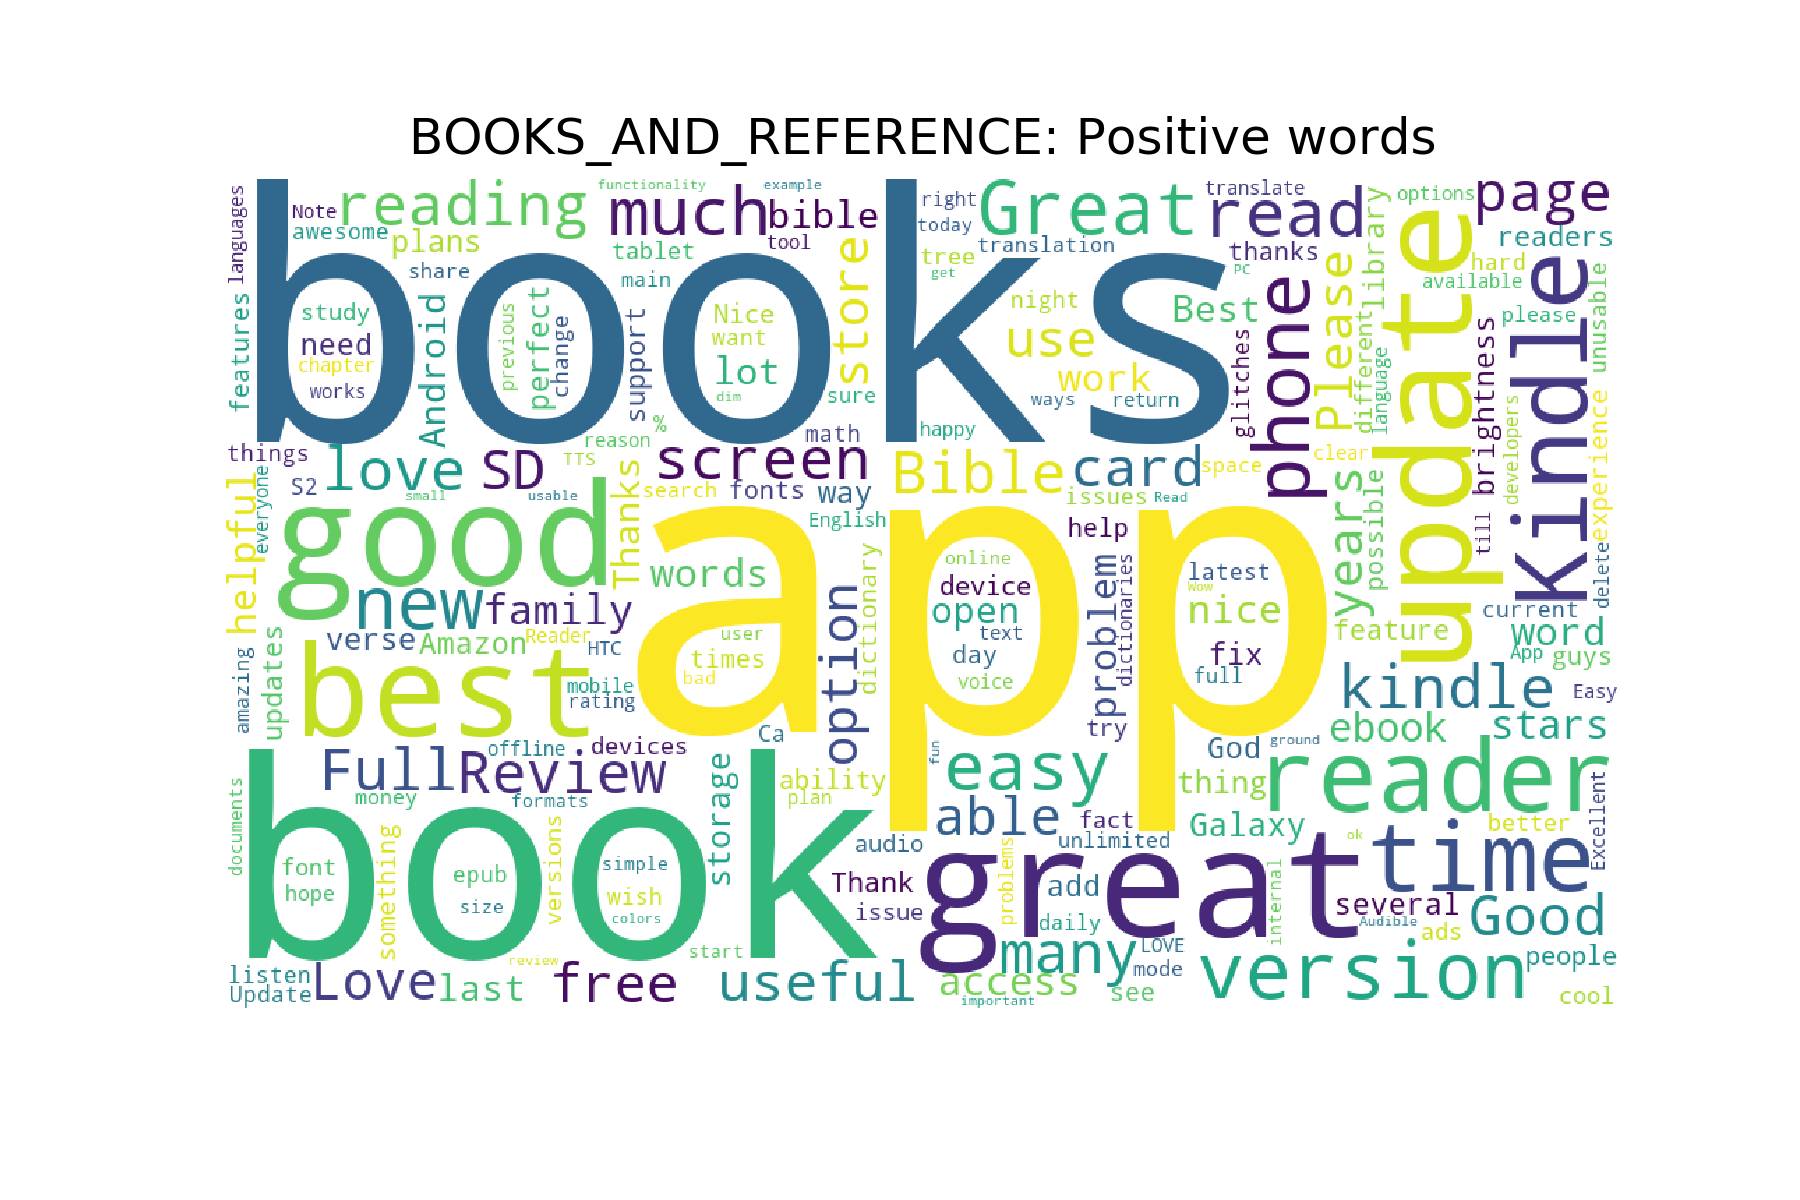 BOOKS_AND_REFERENCE: Positive words
languages
Note
reading
functionality
much
example
bible
right
Great
translate
read
options
page
awesome
plans
tablet
tool
today
translation
thanks
library
readers
share
main
tree
get
PC
hard
available
books
features
study
need
chapter
works
Android
previous
perfect
change
support
Nice
want
lot
dim
store
sure
night
use
work
ways
return
Best
glitches
phone
Please
different
language
update
brightness
please
kindle
unusable
things
S2
love
SD
reason
TTS
%
math
happy
small
usable
screen
search
fonts
way
English
Bible
issues
Read
card
space
clear
years
possible
till
developers
experience
helpful
everyone
good
Thanks
words
app
help
online
device
open
text
day
voice
problem
dictionaries
latest
Wow
nice
fix
full
feature
current
delete
word
App
guys
new
family
verse
Amazon
Reader
HTC
user
times
bad
option
dictionary
amazing
updates
best
mobile
rating
Ca
try
God
ground
kindle
Easy
ebook
stars
Full
Review
offline
devices
money
formats
storage
ability
plan
fun
easy
thing
reader
documents
book
font
hope
something
epub
size
versions
simple
wish
colors
audio
Thank
issue
able
fact
unlimited
Galaxy
ok
better
Excellent
great
time
problems
add
daily
internal
several
Audible
ads
Good
listen
Update
Love
last
review
free
start
useful
access
important
many
LOVE
mode
see
version
people
cool